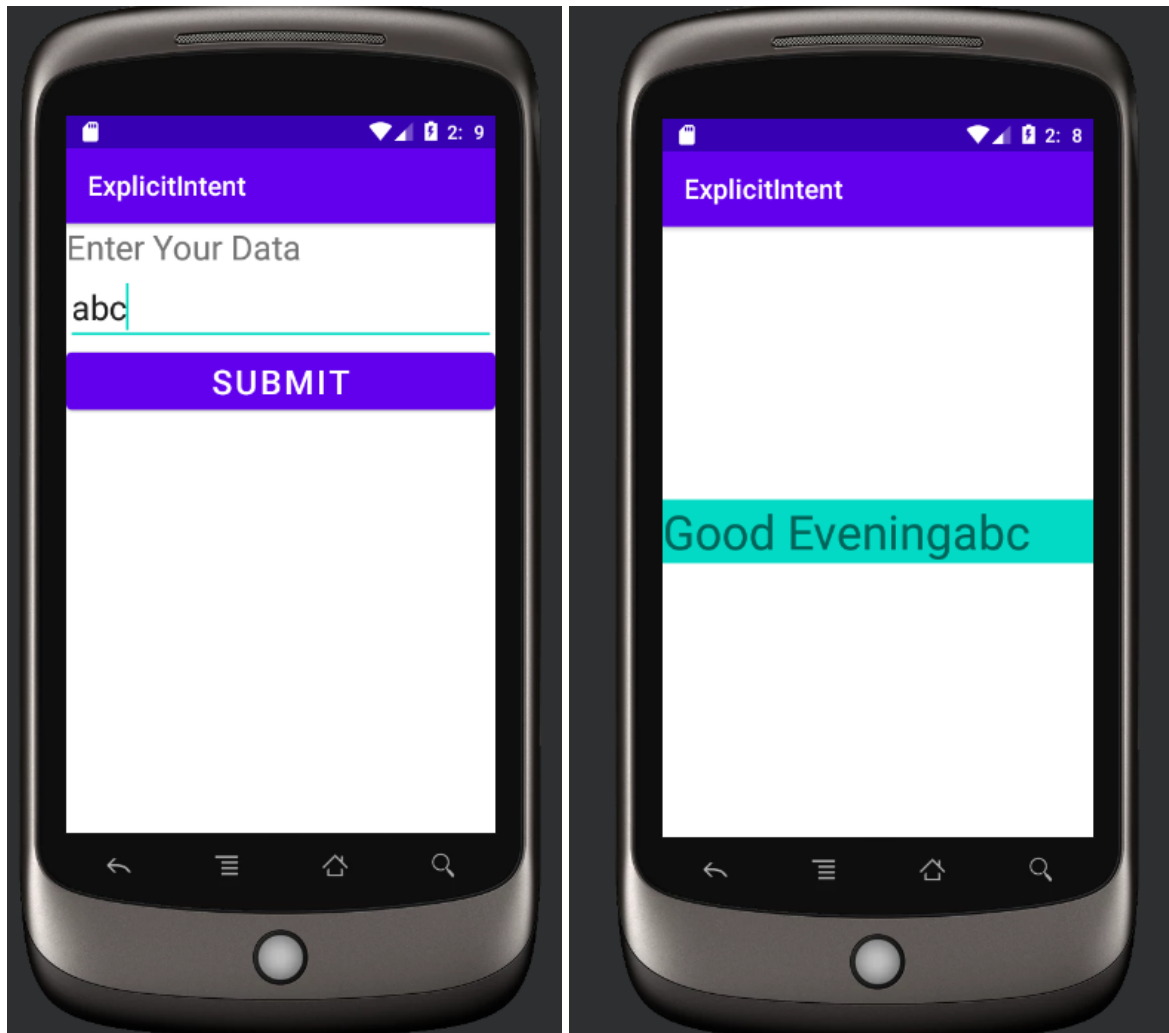 2: 9
ExplicitIntent
Enter Your Data
abc
SUBMIT
2: 8
ExplicitIntent
Good Eveningabc